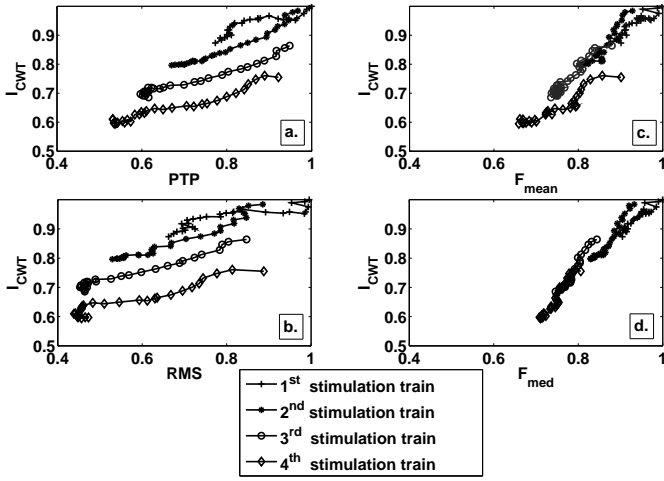 0.9
0.8
0.7
0.6
0.5
I_CWT
0.4 0.6 0.8 1
PTP
a.
0.9
0.8
0.7
0.6
0.5
I_CWT
0.4 0.6 0.8 1
F_mean
c.
0.9
0.8
0.7
0.6
0.5
I_CWT
0.4 0.6 0.8 1
RMS
b.
0.9
0.8
0.7
0.6
0.5
I_CWT
0.4 0.6 0.8 1
F_med
d.
1st stimulation train
2nd stimulation train
3rd stimulation train
4th stimulation train